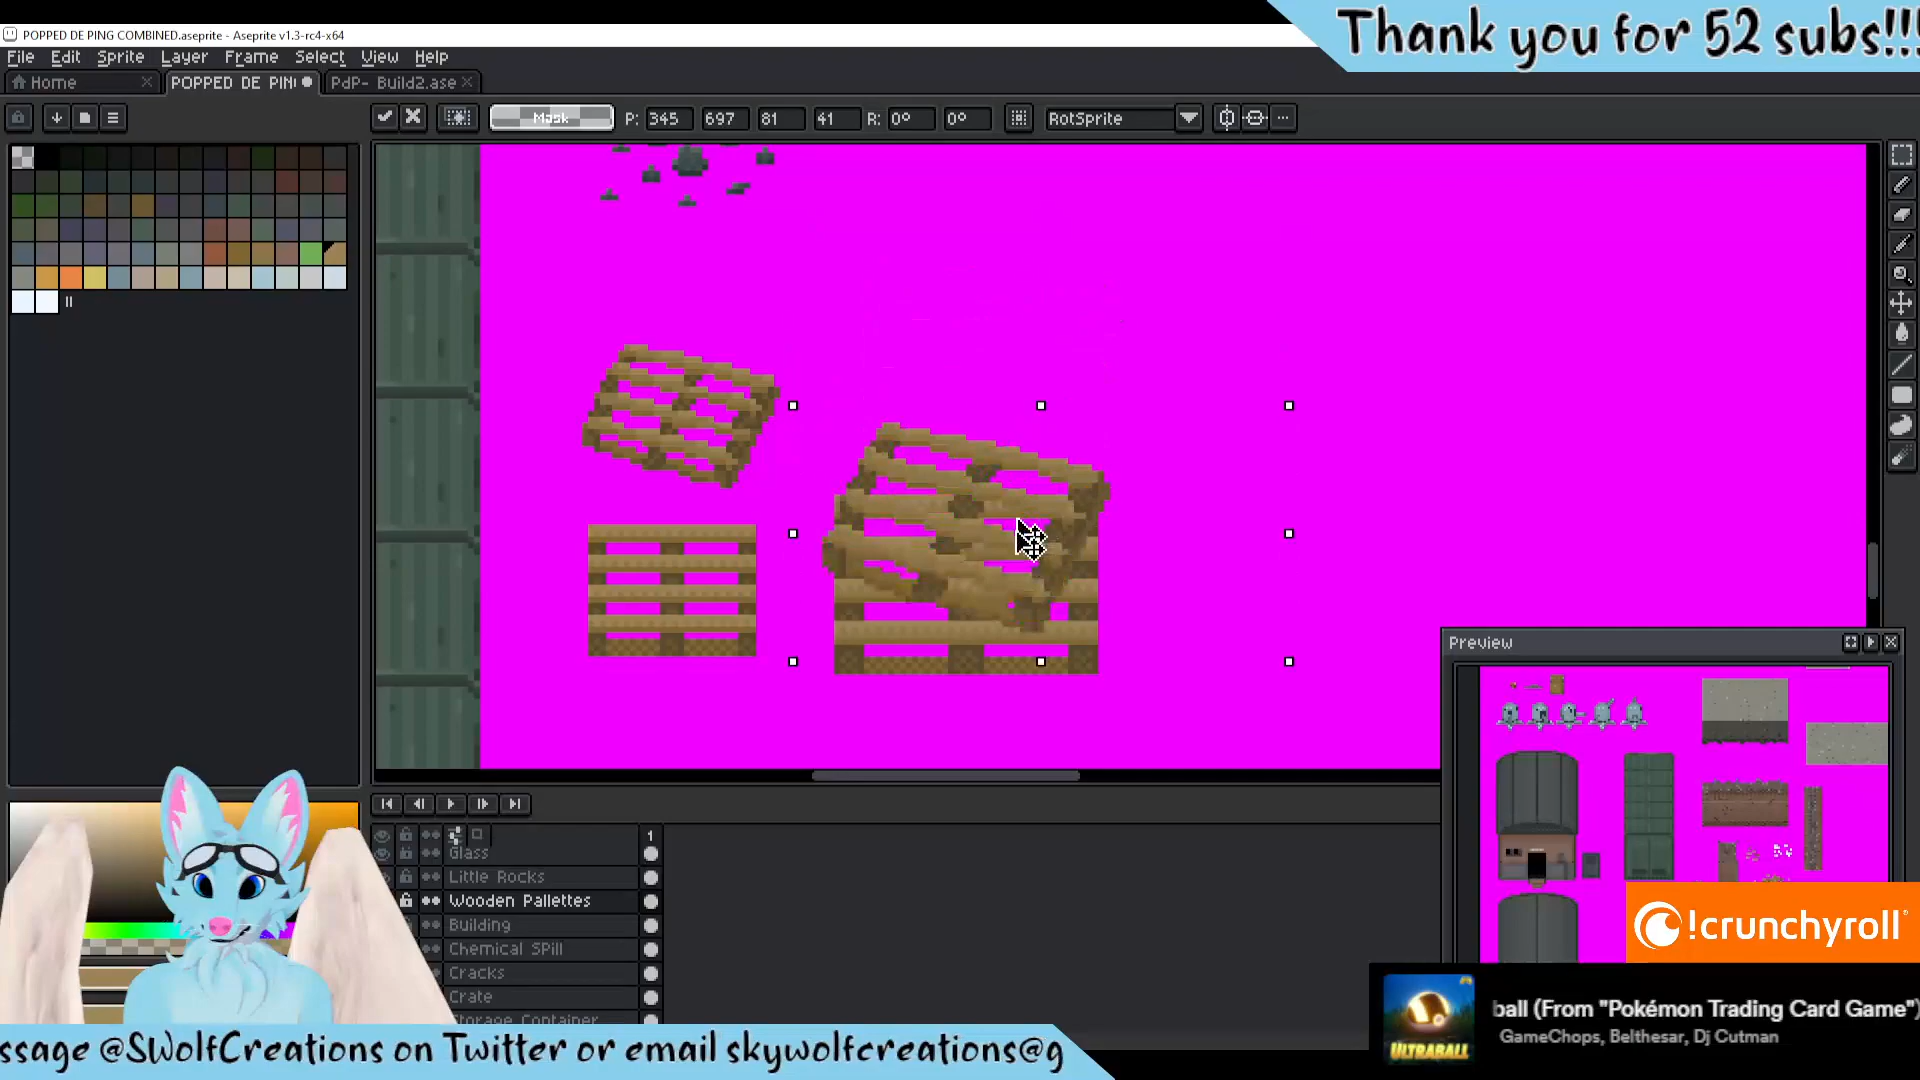 Thank you for 52 subs!!!
POPPED DE PING COMBINED.aseprite - Aseprite v1.3-rc4-x64
File Edit Sprite Layer Frame Select View Help
Home POPPED DE PIN PdP- Build2.ase
Mask P: 345 697 81 41 R: 0° 0° RotSprite
Preview
1
Glass
Little Rocks
Wooden Pallettes
Building
Chemical SPill
Cracks
Crate
Storage Container
!crunchyroll
ball (From "Pokémon Trading Card Game")
GameChops, Belthesar, Dj Cutman
ULTRABALL
ssage @SWolfCreations on Twitter or email skywolfcreations@g